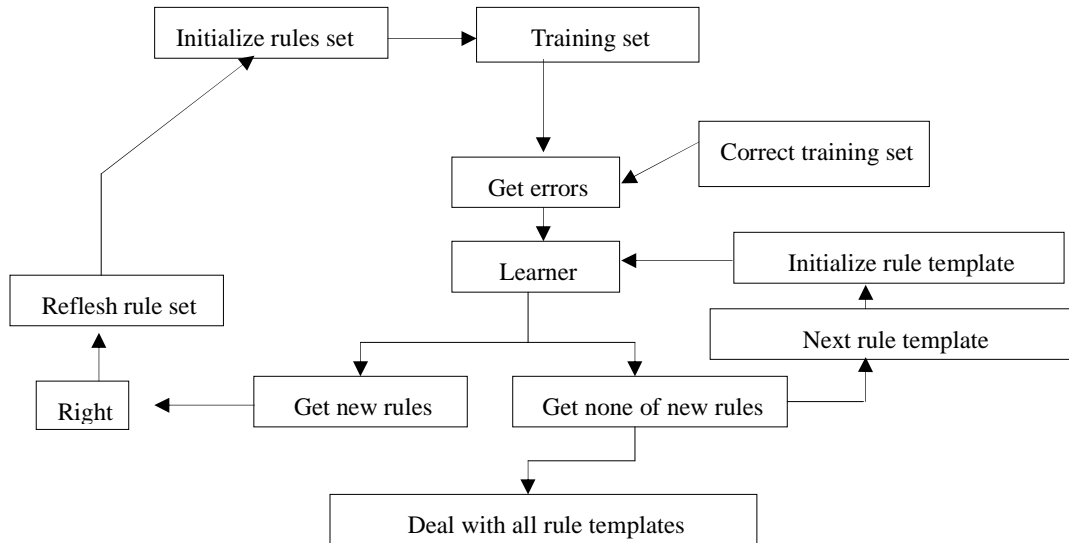 Initialize rules set
Training set
Correct training set
Get errors
Learner
Initialize rule template
Reflesh rule set
Next rule template
Right
Get new rules
Get none of new rules
Deal with all rule templates